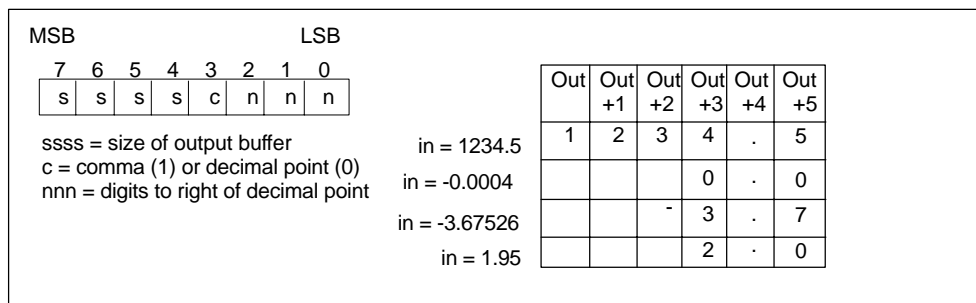 MSB LSB
7 6 5 4 3 2 1 0
s s s s c n n n
ssss = size of output buffer
c = comma (1) or decimal point (0)
nnn = digits to right of decimal point
Out Out +1 Out +2 Out +3 Out +4 Out +5
in = 1234.5 1 2 3 4 . 5
in = -0.0004 0 . 0
in = -3.67526 - 3 . 7
in = 1.95 2 . 0